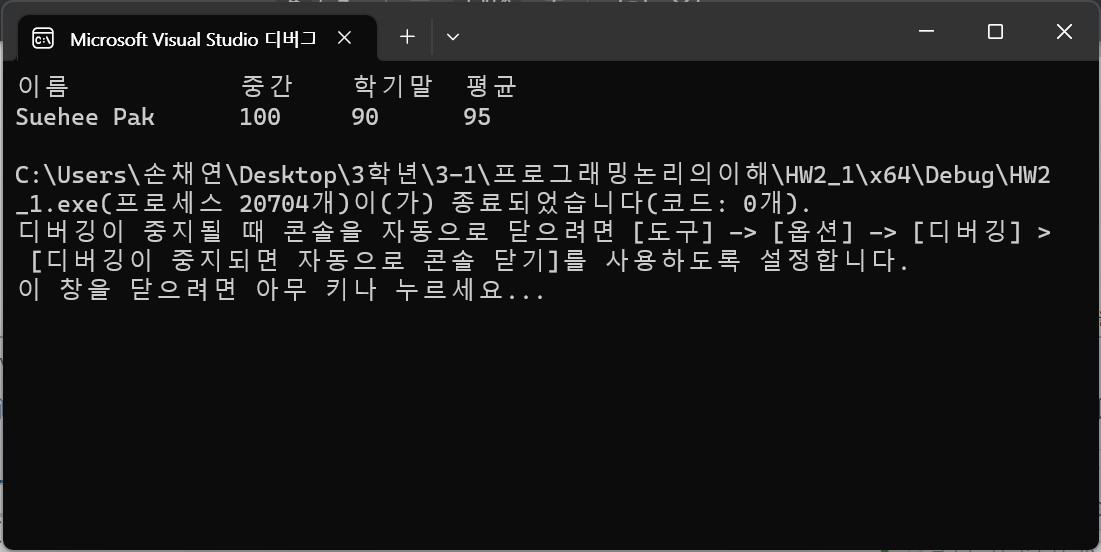 Microsoft Visual Studio 디버그
이름 중간 학기말 평균
Suehee Pak 100 90 95
C:\Users\손채연\Desktop\3학년\3-1\프로그래밍논리의이해\HW2_1\x64\Debug\HW2
_1.exe(프로세스 20704개)이(가) 종료되었습니다(코드: 0개).
디버깅이 중지될 때 콘솔을 자동으로 닫으려면 [도구] -> [옵션] -> [디버깅] >
[디버깅이 중지되면 자동으로 콘솔 닫기]를 사용하도록 설정합니다.
이 창을 닫으려면 아무 키나 누르세요...